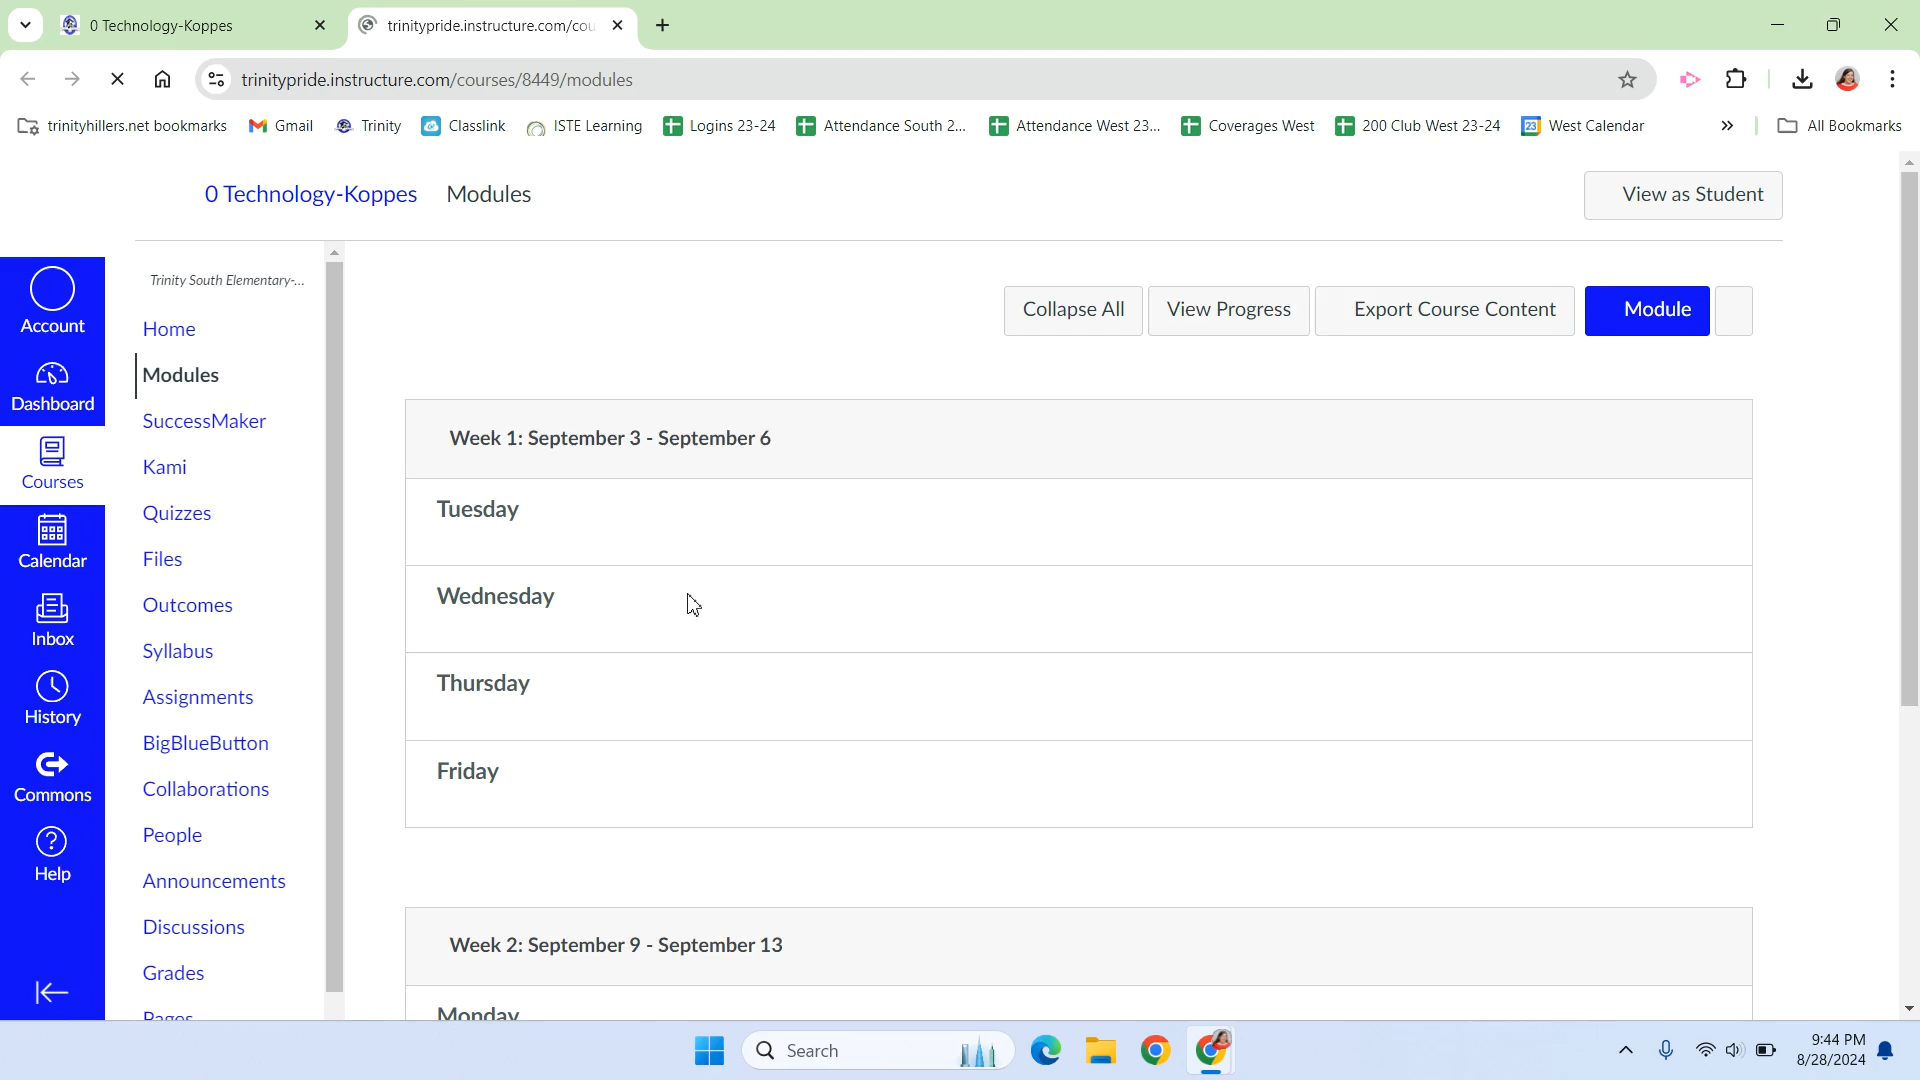 0 Technology-Koppes
trinitypride.instructure.com/cou
trinitypride.instructure.com/courses/8449/modules
trinityhillers.net bookmarks
Gmail
Trinity
Classlink
ISTE Learning
Logins 23-24
Attendance South 2...
Attendance West 23...
Coverages West
200 Club West 23-24
23
West Calendar
All Bookmarks
0 Technology-Koppes
Modules
View as Student
Account
Dashboard
Courses
Calendar
Inbox
History
Commons
Help
Trinity South Elementary-...
Home
Modules
SuccessMaker
Kami
Quizzes
Files
Outcomes
Syllabus
Assignments
BigBlueButton
Collaborations
People
Announcements
Discussions
Grades
Pages
Collapse All
View Progress
Export Course Content
Module
Week 1: September 3 - September 6
Tuesday
Wednesday
Thursday
Friday
Week 2: September 9 - September 13
Monday
Search
9:44 PM
8/28/2024